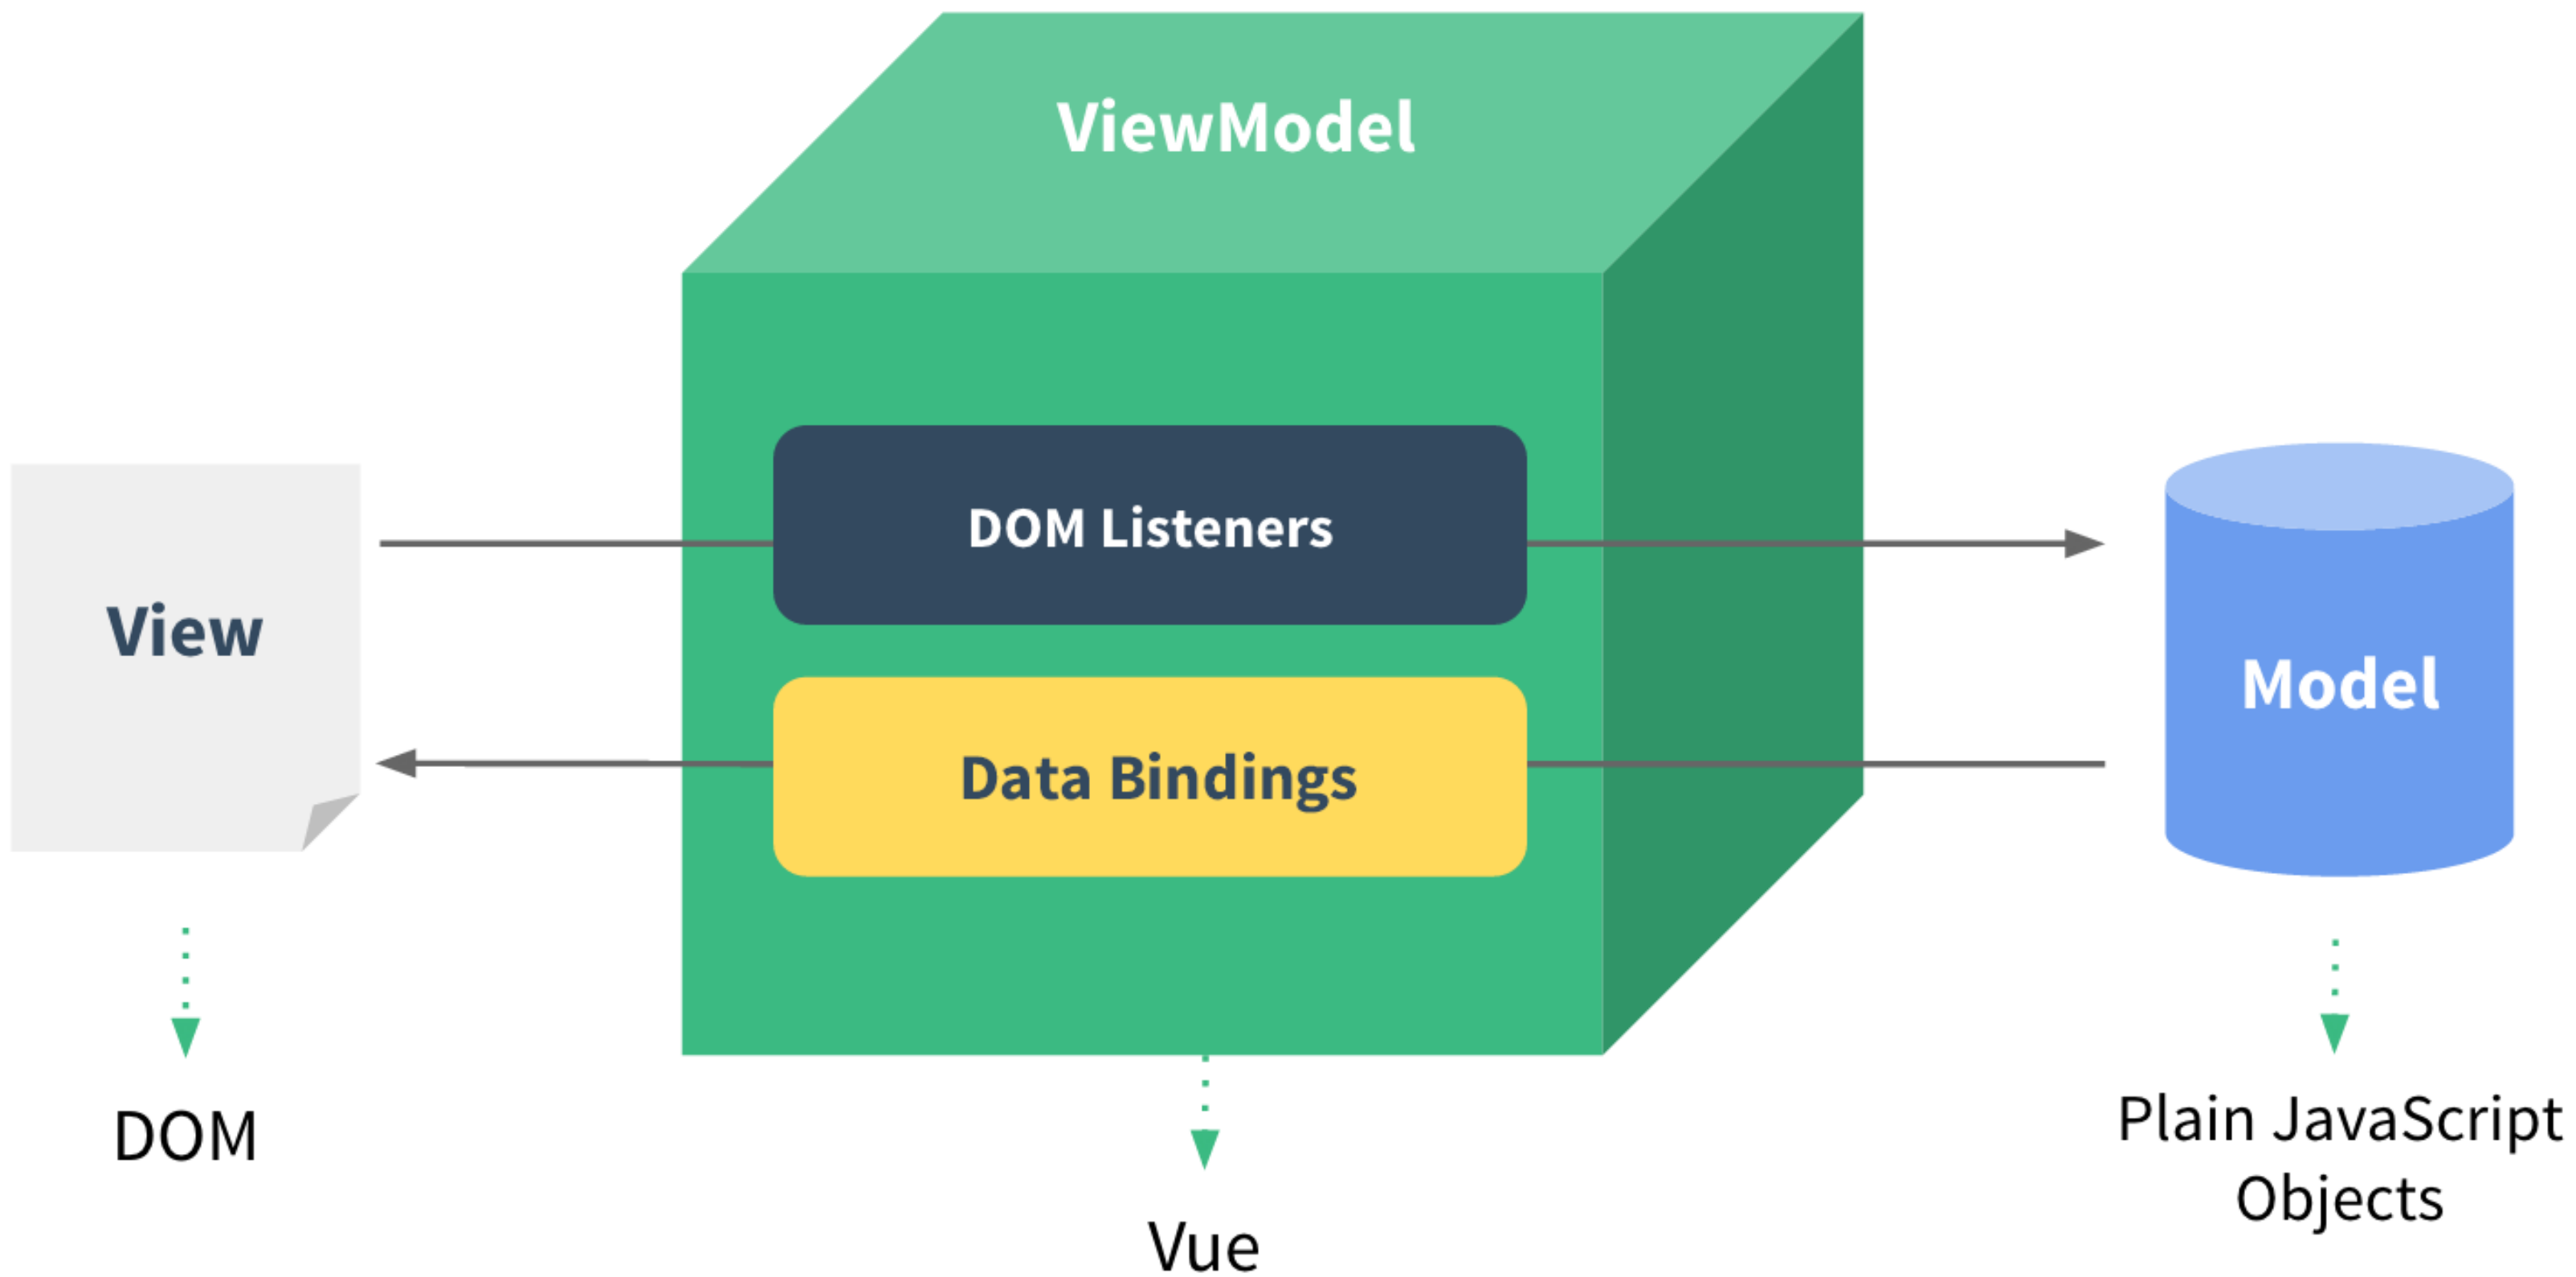 ViewModel
DOM Listeners
View
Model
Data Bindings
DOM
Plain JavaScript
Objects
Vue